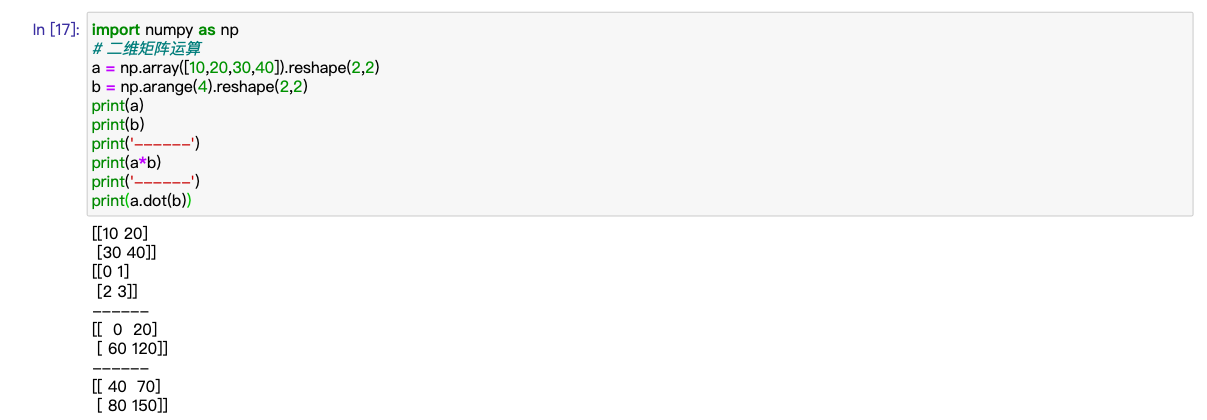 In [17]: import numpy as np
# 二维矩阵运算
a = np.array([10,20,30,40]).reshape(2,2)
b = np.arange(4).reshape(2,2)
print(a)
print(b)
print('------')
print(a*b)
print('------')
print(a.dot(b))
[[10 20]
 [30 40]]
[[0 1]
 [2 3]]
------
[[  0  20]
 [ 60 120]]
------
[[ 40  70]
 [ 80 150]]